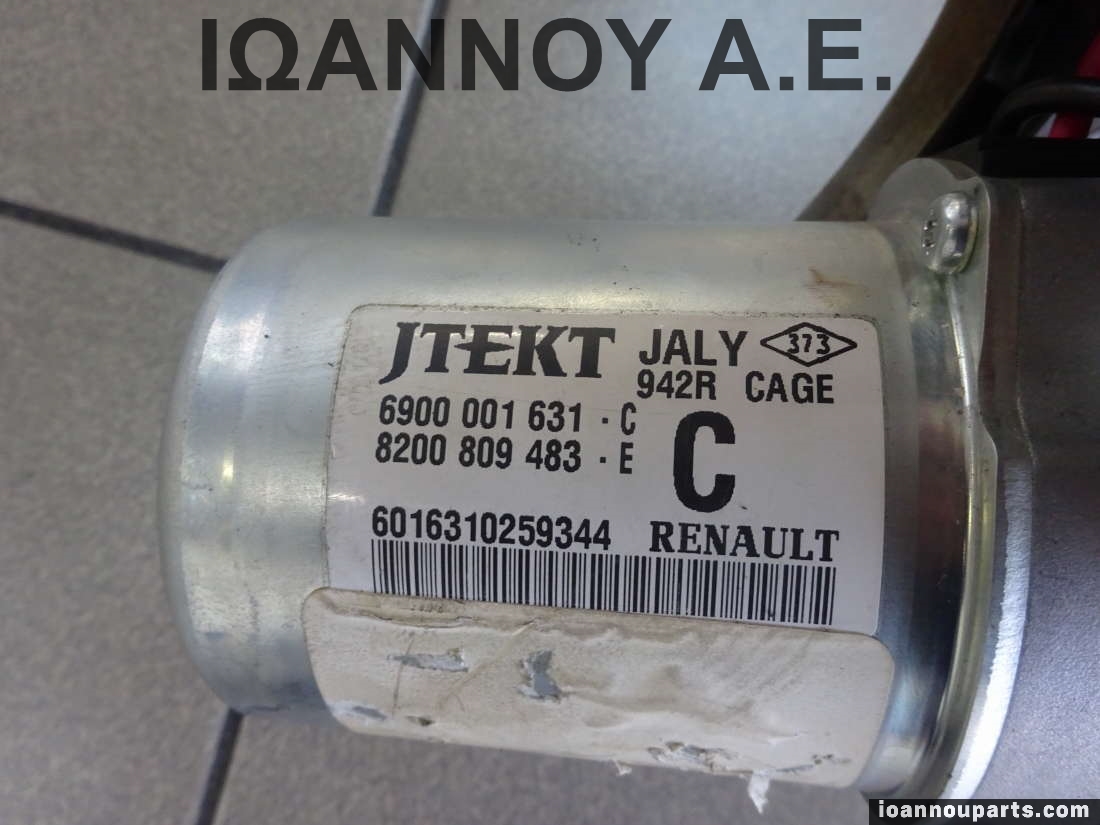 ΙΩΑΝΝΟΥ Α.Ε.
JTEKT JALY 373
942R CAGE
6900 001 631 - C
8200 809 483 - E
C
6016310259344 RENAULT
ioannouparts.com